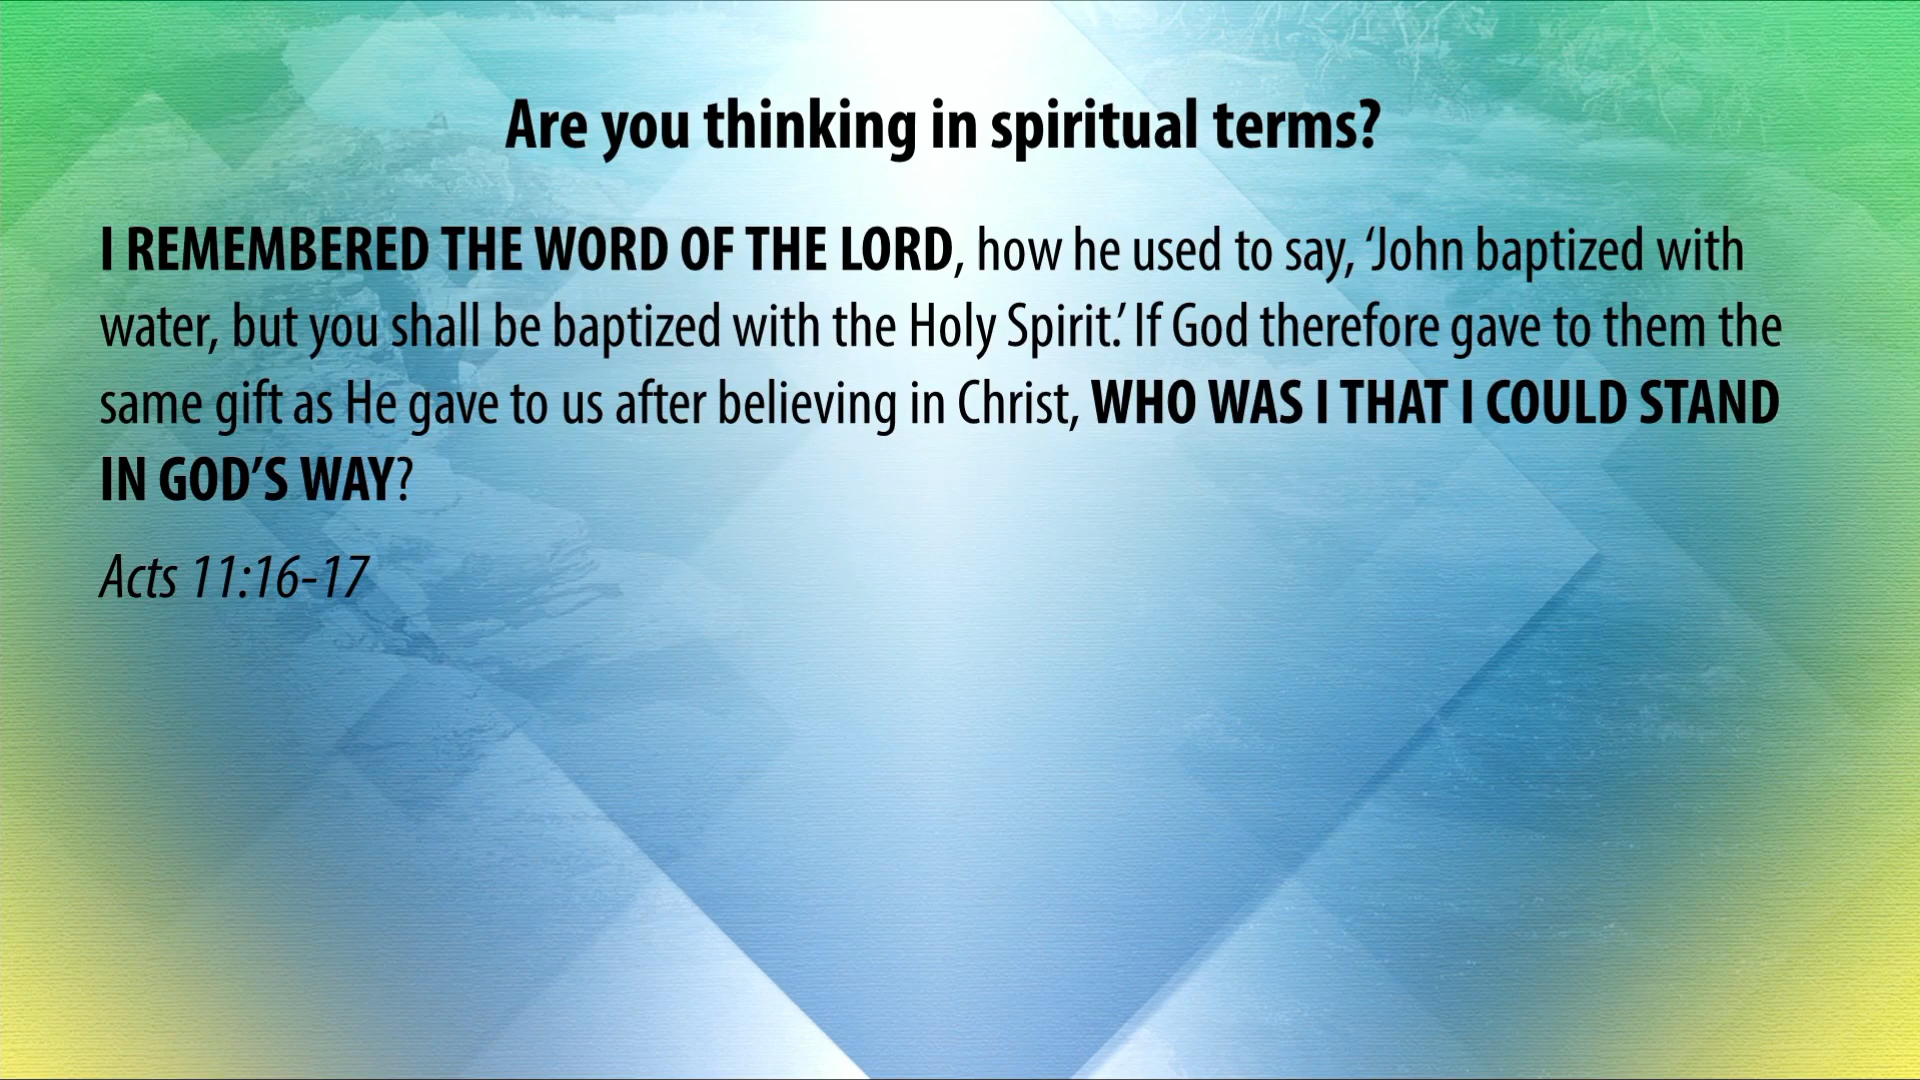 Are you thinking in spiritual terms?
I REMEMBERED THE WORD OF THE LORD, how he used to say, ‘John baptized with
water, but you shall be baptized with the Holy Spirit.’ If God therefore gave to them the
same gift as He gave to us after believing in Christ, WHO WAS I THAT I COULD STAND
IN GOD’S WAY?
Acts 11:16-17